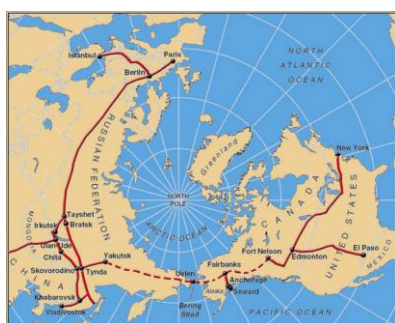 Istanbul
Paris
Berlin
NORTH
ATLANTIC
OCEAN
RUSSIAN FEDERATION
Greenland
New York
NORTH
POLE
ARCTIC OCEAN
CANADA
UNITED STATES
MEXICO
El Paso
Edmonton
Fort Nelson
Fairbanks
Anchorage
Seward
Alaska
Uelen
Bering
Strait
PACIFIC OCEAN
Tayshet
Bratsk
Irkutsk
Ulan Ude
Chita
Skovorodino
Tynda
Yakutsk
Khabarovsk
Vladivostok
MONGOLIA
CHINA